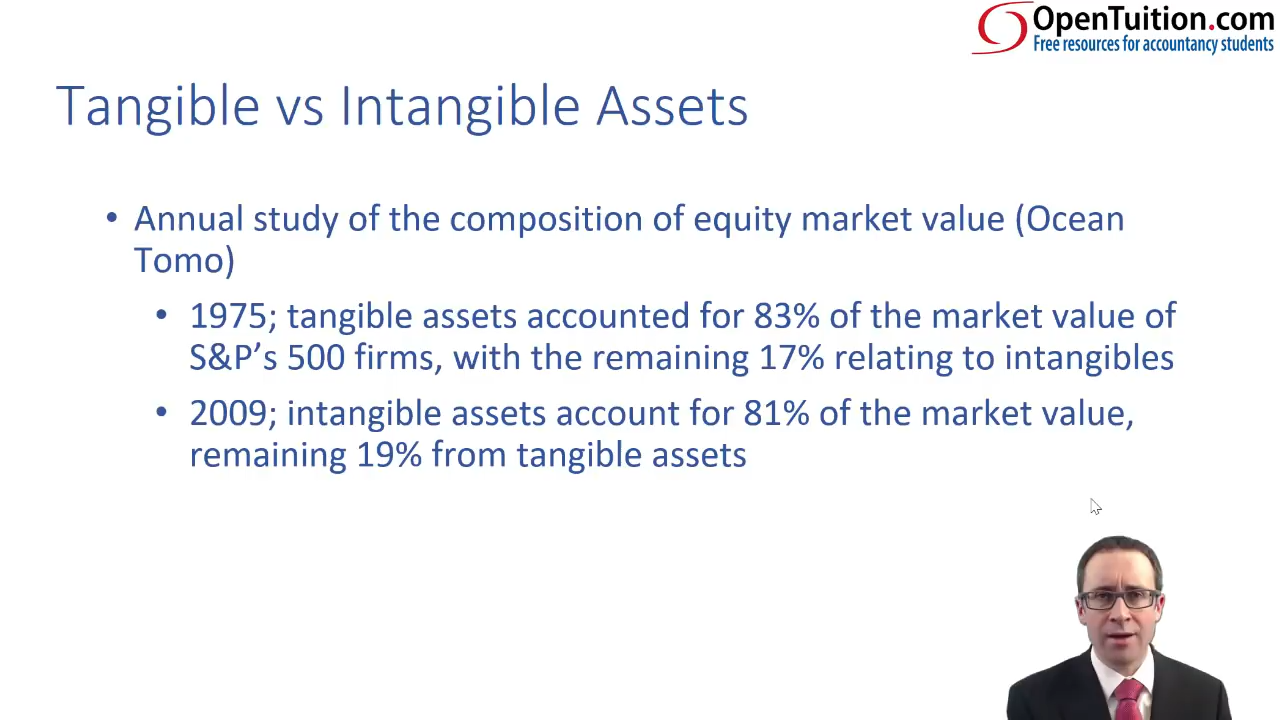 OpenTuition.com
Free resources for accountancy students
Tangible vs Intangible Assets
• Annual study of the composition of equity market value (Ocean
Tomo)
• 1975; tangible assets accounted for 83% of the market value of
S&P’s 500 firms, with the remaining 17% relating to intangibles
• 2009; intangible assets account for 81% of the market value,
remaining 19% from tangible assets